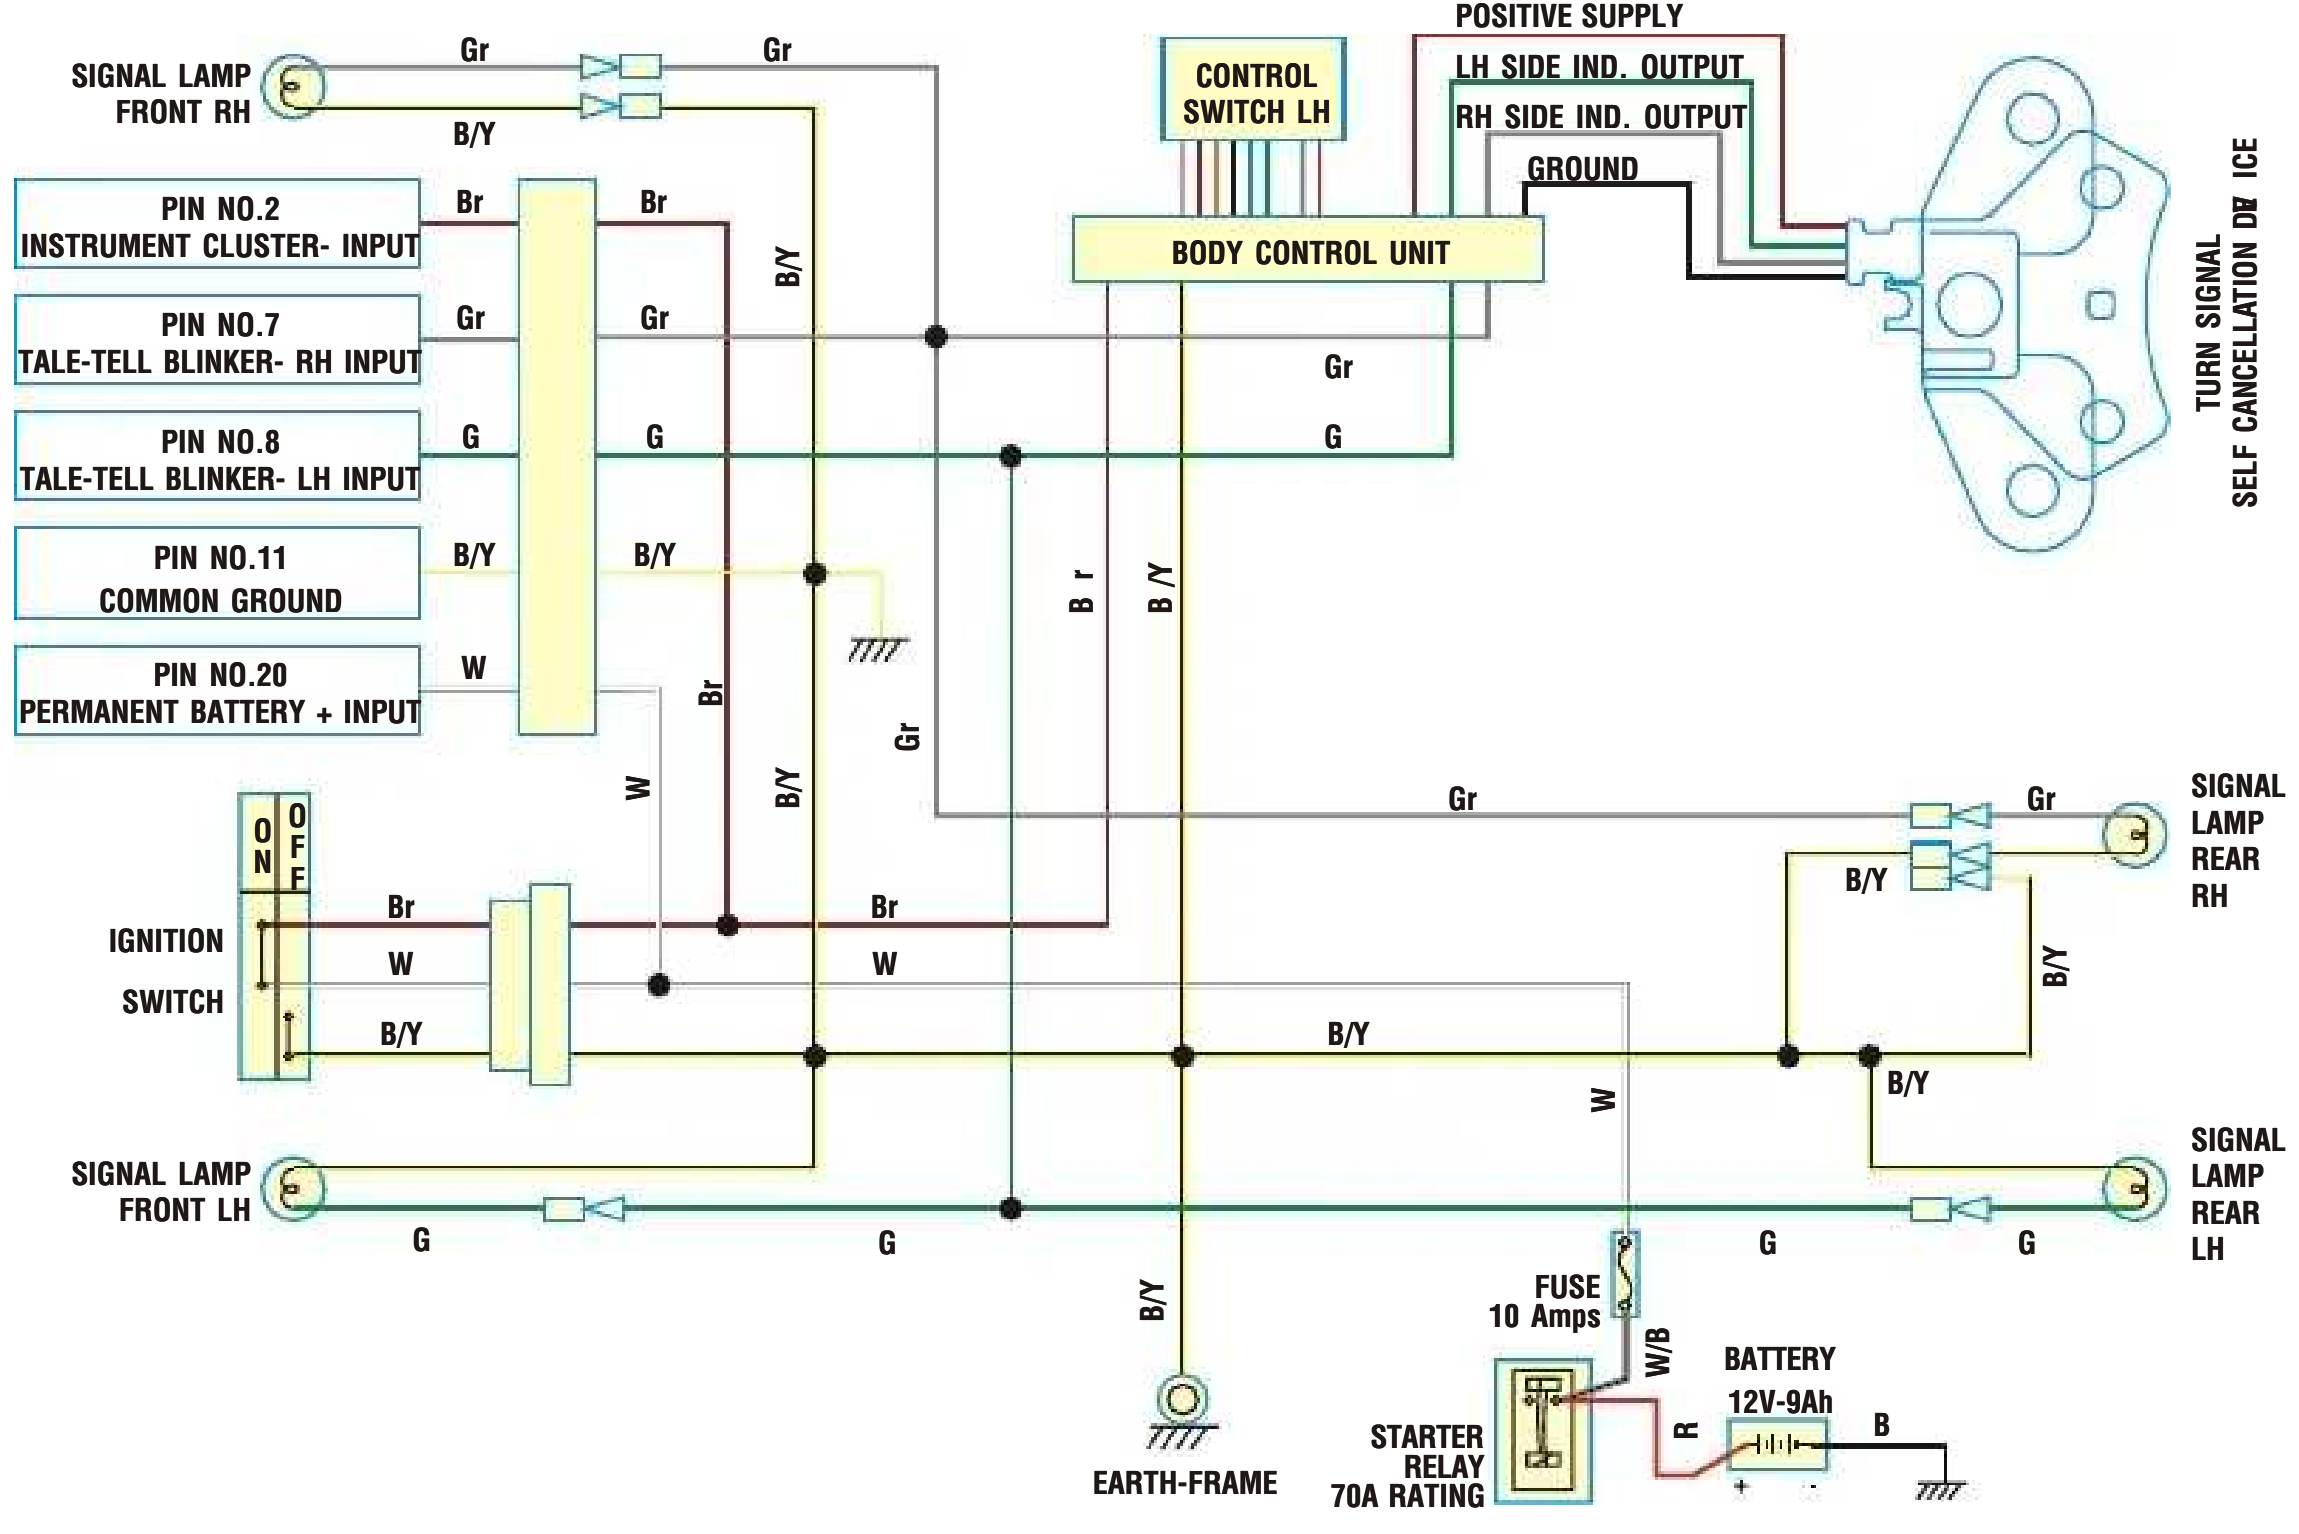 POSITIVE SUPPLY
LH SIDE IND. OUTPUT
RH SIDE IND. OUTPUT
GROUND
CONTROL
SWITCH LH
BODY CONTROL UNIT
TURN SIGNAL
SELF CANCELLATION ICE
Gr
Gr
SIGNAL LAMP
FRONT RH
B/Y
PIN NO.2
INSTRUMENT CLUSTER- INPUT
Br
Br
B/Y
PIN NO.7
TALE-TELL BLINKER- RH INPUT
Gr
Gr
Gr
PIN NO.8
TALE-TELL BLINKER- LH INPUT
G
G
G
PIN NO.11
COMMON GROUND
B/Y
B/Y
B r
B /Y
PIN NO.20
PERMANENT BATTERY + INPUT
W
Br
Gr
W
B/Y
ON
OFF
Gr
Gr
SIGNAL
LAMP
REAR
RH
B/Y
B/Y
IGNITION
SWITCH
Br
Br
W
W
B/Y
B/Y
B/Y
W
SIGNAL LAMP
FRONT LH
G
G
G
G
SIGNAL
LAMP
REAR
LH
B/Y
FUSE
10 Amps
W/B
EARTH-FRAME
STARTER
RELAY
70A RATING
R
BATTERY
12V-9Ah
B
+
-